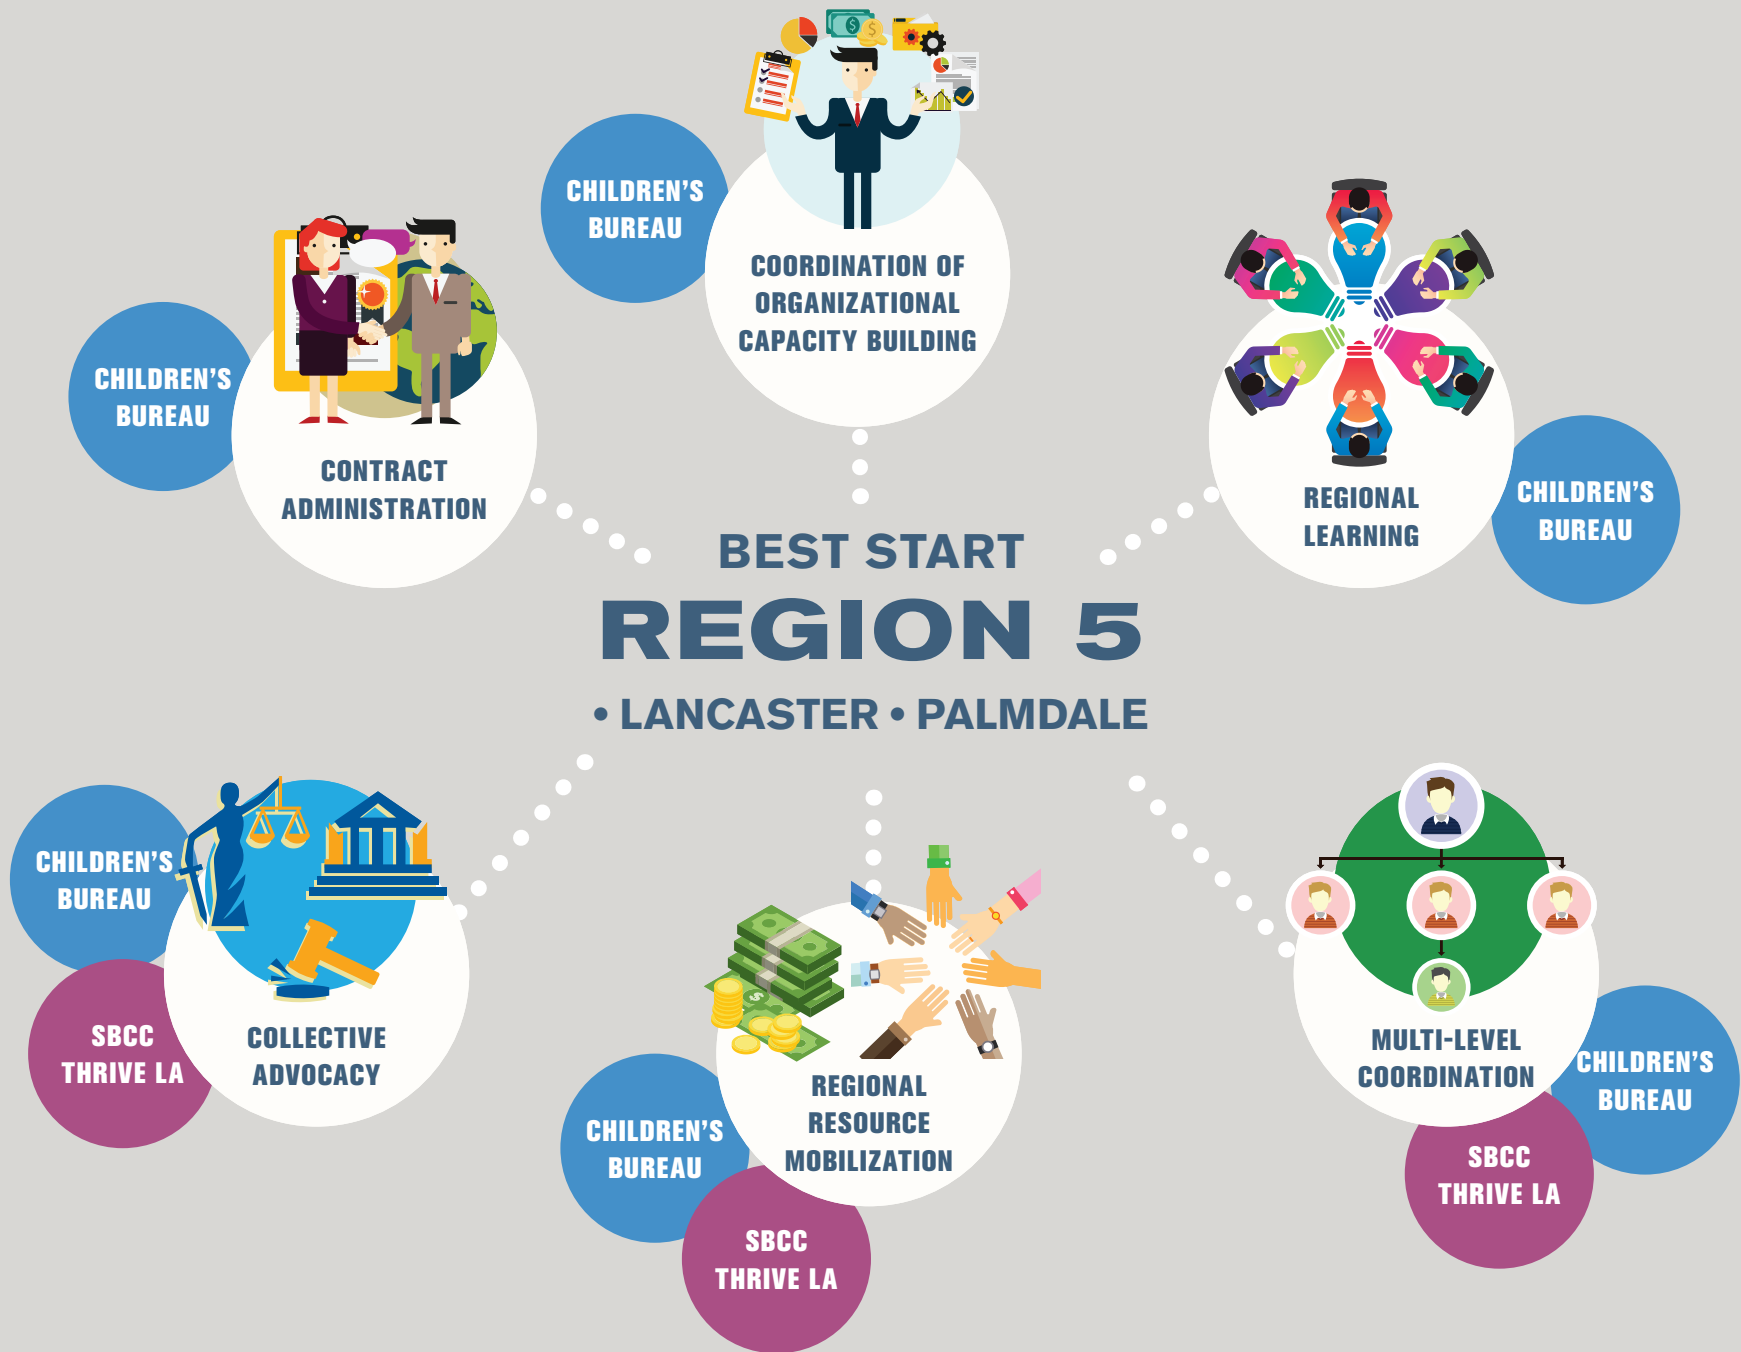 CHILDREN'S
BUREAU
COORDINATION OF
ORGANIZATIONAL
CAPACITY BUILDING
CHILDREN'S
BUREAU
CONTRACT
ADMINISTRATION
REGIONAL
LEARNING
CHILDREN'S
BUREAU
BEST START
REGION 5
• LANCASTER • PALMDALE
CHILDREN'S
BUREAU
SBCC
THRIVE LA
COLLECTIVE
ADVOCACY
CHILDREN'S
BUREAU
REGIONAL
RESOURCE
MOBILIZATION
SBCC
THRIVE LA
MULTI-LEVEL
COORDINATION
CHILDREN'S
BUREAU
SBCC
THRIVE LA